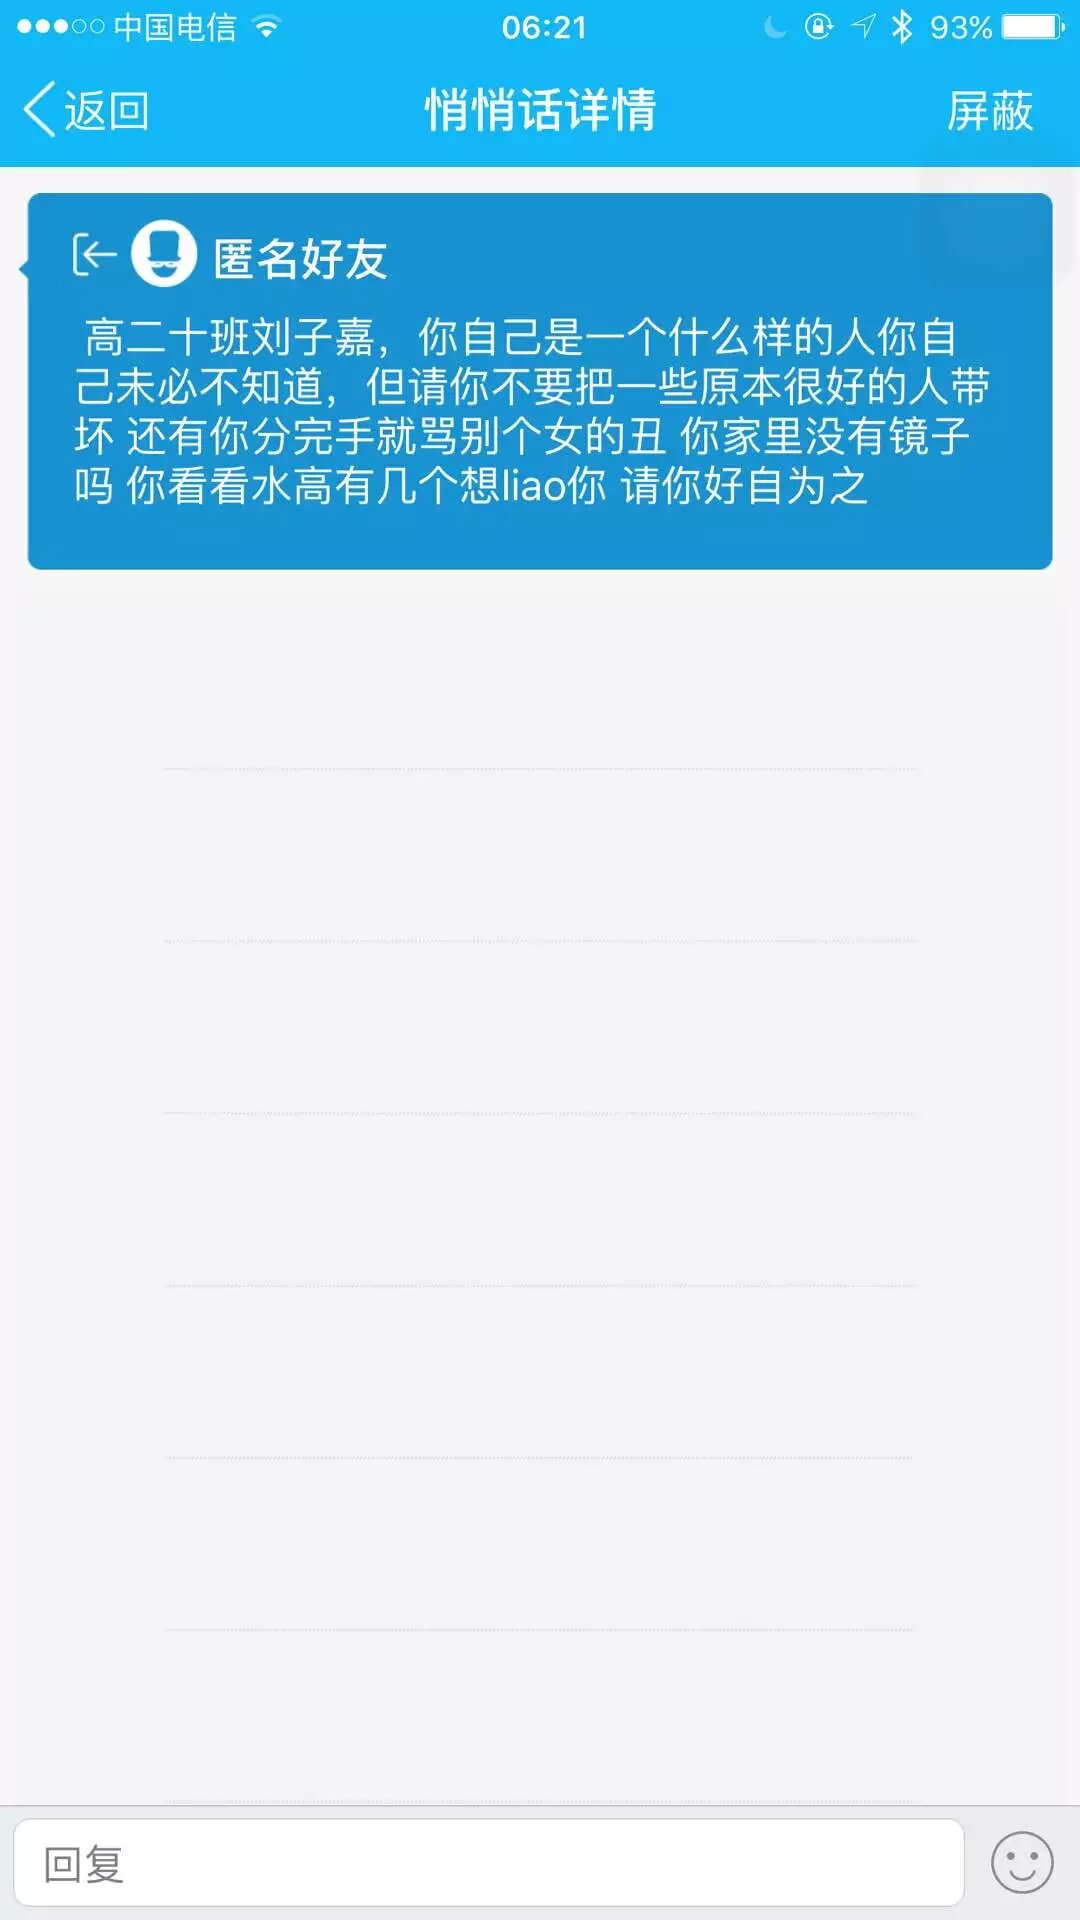 中国电信
06:21
93%
返回
悄悄话详情
屏蔽
匿名好友
高二十班刘子嘉，你自己是一个什么样的人你自
己未必不知道，但请你不要把一些原本很好的人带
坏 还有你分完手就骂别个女的丑 你家里没有镜子
吗 你看看水高有几个想liao你 请你好自为之
回复